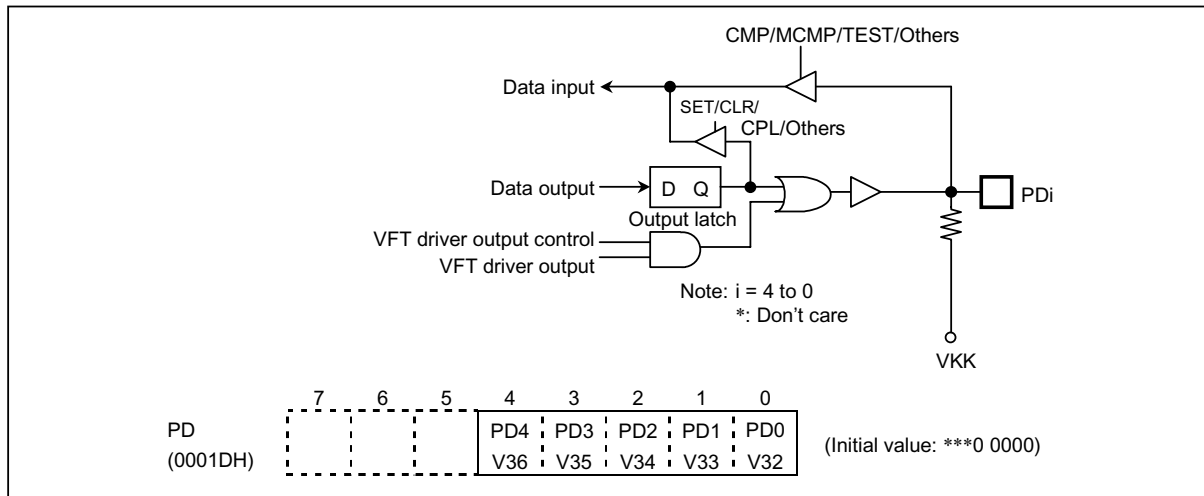 CMP/MCMP/TEST/Others
Data input
SET/CLR/
CPL/Others
Data output
D Q
PDi
Output latch
VFT driver output control
VFT driver output
Note: i = 4 to 0
*: Don't care
VKK
7 6 5 4 3 2 1 0
PD PD4 PD3 PD2 PD1 PD0 (Initial value: ***0 0000)
(0001DH) V36 V35 V34 V33 V32